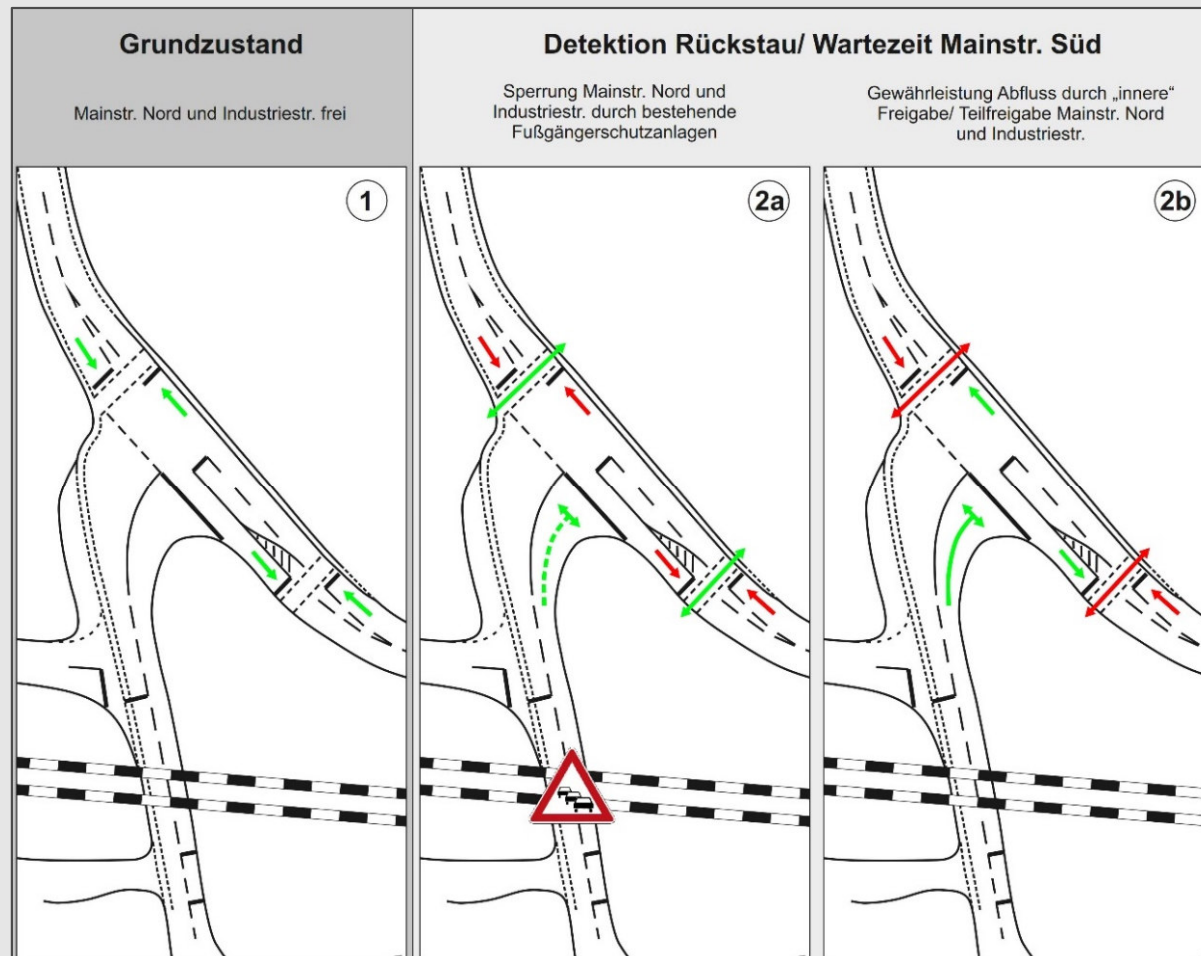 Grundzustand
Mainstr. Nord und Industriestr. frei
Detektion Rückstau/ Wartezeit Mainstr. Süd
Sperrung Mainstr. Nord und
Industriestr. durch bestehende
Fußgängerschutzanlagen
Gewährleistung Abfluss durch „innere“
Freigabe/ Teilfreigabe Mainstr. Nord
und Industriestr.
1
2a
2b